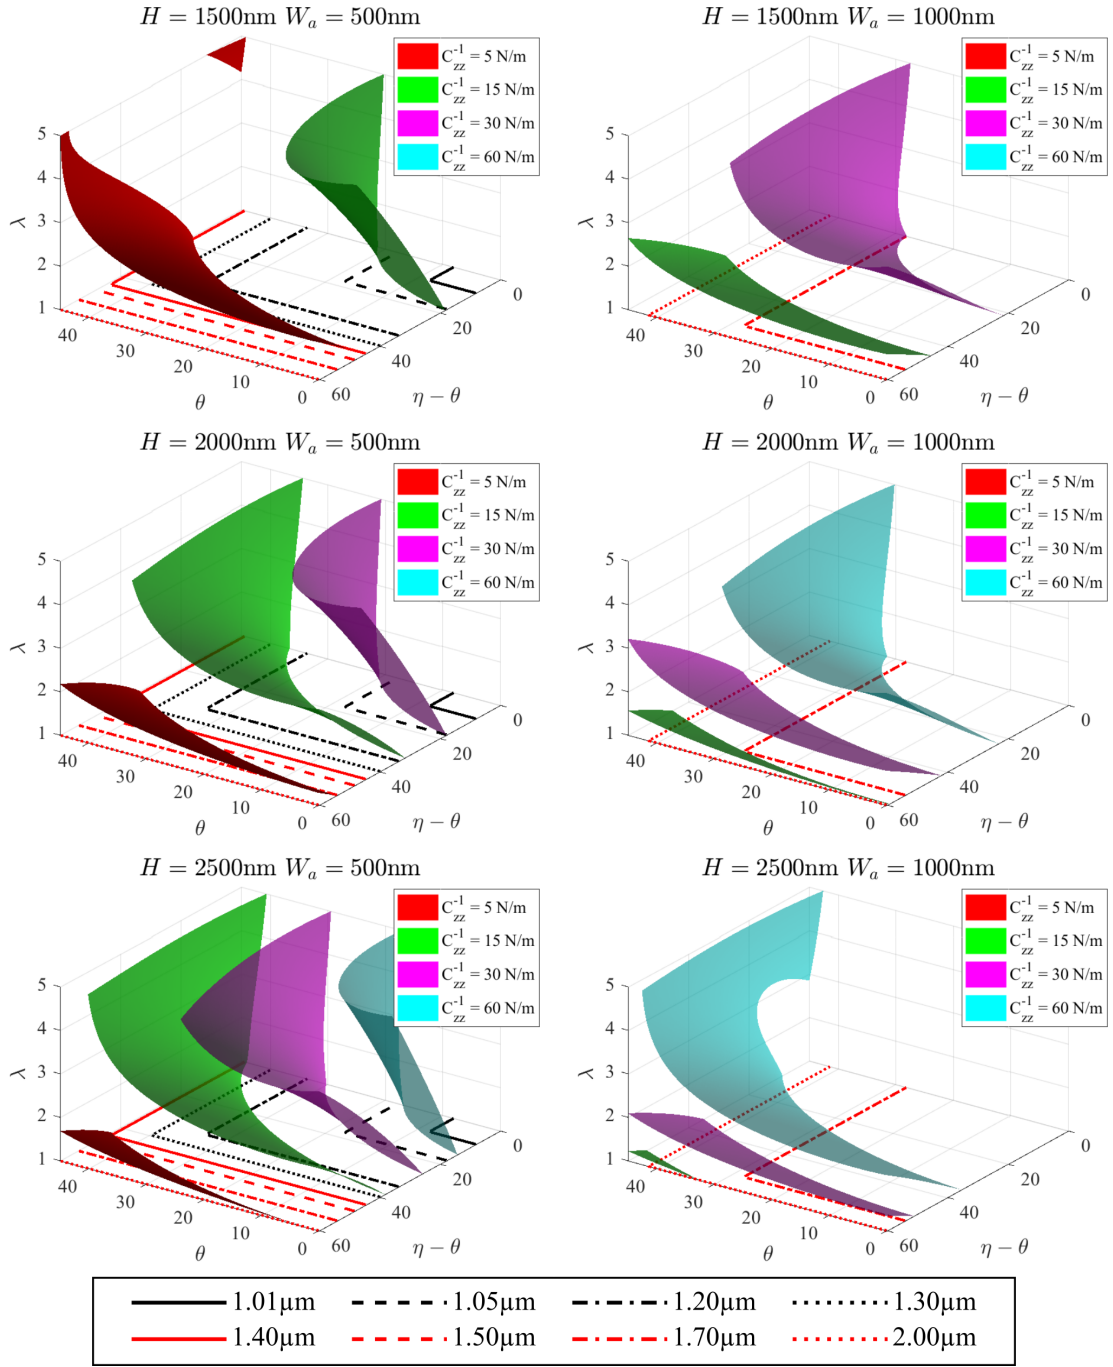 H = 1500nm W_a = 500nm
C_zz^-1 = 5 N/m
C_zz^-1 = 15 N/m
C_zz^-1 = 30 N/m
C_zz^-1 = 60 N/m
5
4
3
2
1
λ
40
30
20
10
0
θ
60
40
20
0
η − θ
H = 1500nm W_a = 1000nm
C_zz^-1 = 5 N/m
C_zz^-1 = 15 N/m
C_zz^-1 = 30 N/m
C_zz^-1 = 60 N/m
5
4
3
2
1
λ
40
30
20
10
0
θ
60
40
20
0
η − θ
H = 2000nm W_a = 500nm
C_zz^-1 = 5 N/m
C_zz^-1 = 15 N/m
C_zz^-1 = 30 N/m
C_zz^-1 = 60 N/m
5
4
3
2
1
λ
40
30
20
10
0
θ
60
40
20
0
η − θ
H = 2000nm W_a = 1000nm
C_zz^-1 = 5 N/m
C_zz^-1 = 15 N/m
C_zz^-1 = 30 N/m
C_zz^-1 = 60 N/m
5
4
3
2
1
λ
40
30
20
10
0
θ
60
40
20
0
η − θ
H = 2500nm W_a = 500nm
C_zz^-1 = 5 N/m
C_zz^-1 = 15 N/m
C_zz^-1 = 30 N/m
C_zz^-1 = 60 N/m
5
4
3
2
1
λ
40
30
20
10
0
θ
60
40
20
0
η − θ
H = 2500nm W_a = 1000nm
C_zz^-1 = 5 N/m
C_zz^-1 = 15 N/m
C_zz^-1 = 30 N/m
C_zz^-1 = 60 N/m
5
4
3
2
1
λ
40
30
20
10
0
θ
60
40
20
0
η − θ
1.01µm 1.05µm 1.20µm 1.30µm
1.40µm 1.50µm 1.70µm 2.00µm